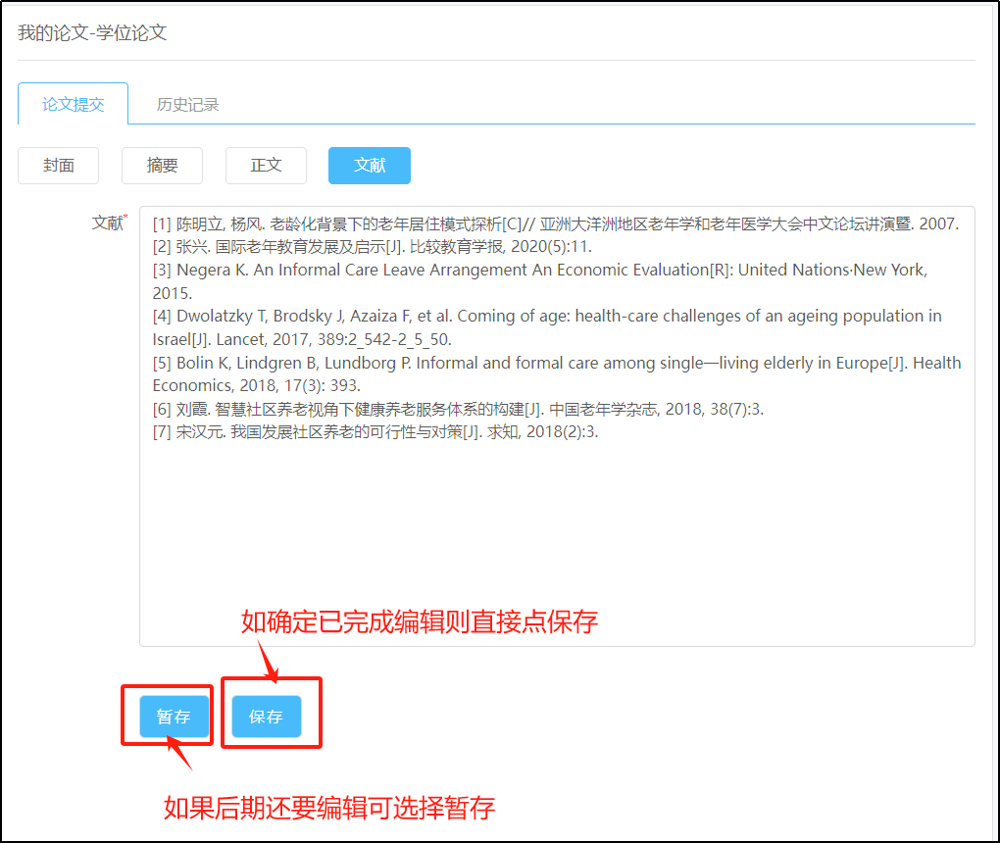 我的论文-学位论文
论文提交 历史记录
封面 摘要 正文 文献
文献*
[1] 陈明立, 杨风. 老龄化背景下的老年居住模式探析[C]// 亚洲大洋洲地区老年学和老年医学大会中文论坛讲演暨. 2007.
[2] 张兴. 国际老年教育发展及启示[J]. 比较教育学报, 2020(5):11.
[3] Negera K. An Informal Care Leave Arrangement An Economic Evaluation[R]: United Nations·New York,
2015.
[4] Dwolatzky T, Brodsky J, Azaiza F, et al. Coming of age: health-care challenges of an ageing population in
Israel[J]. Lancet, 2017, 389:2_542-2_5_50.
[5] Bolin K, Lindgren B, Lundborg P. Informal and formal care among single—living elderly in Europe[J]. Health
Economics, 2018, 17(3): 393.
[6] 刘霞. 智慧社区养老视角下健康养老服务体系的构建[J]. 中国老年学杂志, 2018, 38(7):3.
[7] 宋汉元. 我国发展社区养老的可行性与对策[J]. 求知, 2018(2):3.
如确定已完成编辑则直接点保存
暂存 保存
如果后期还要编辑可选择暂存